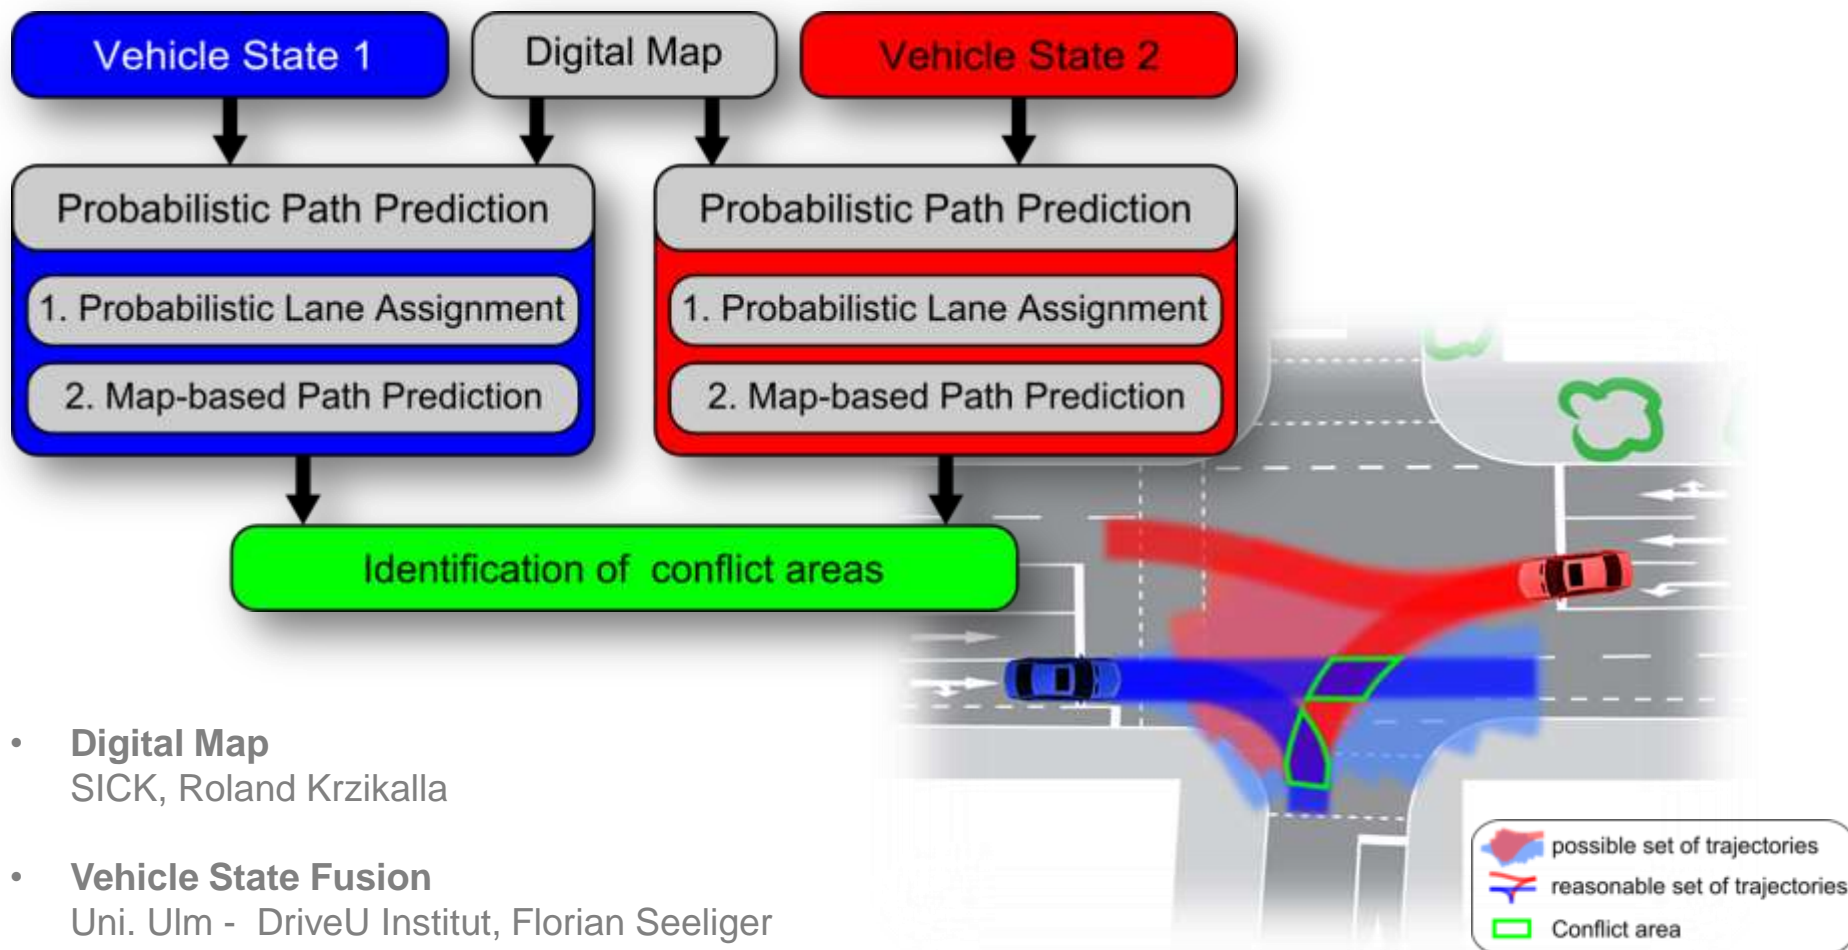 Vehicle State 1
Digital Map
Vehicle State 2
Probabilistic Path Prediction
1. Probabilistic Lane Assignment
2. Map-based Path Prediction
Probabilistic Path Prediction
1. Probabilistic Lane Assignment
2. Map-based Path Prediction
Identification of conflict areas
• Digital Map
SICK, Roland Krzikalla
• Vehicle State Fusion
Uni. Ulm - DriveU Institut, Florian Seeliger
possible set of trajectories
reasonable set of trajectories
Conflict area